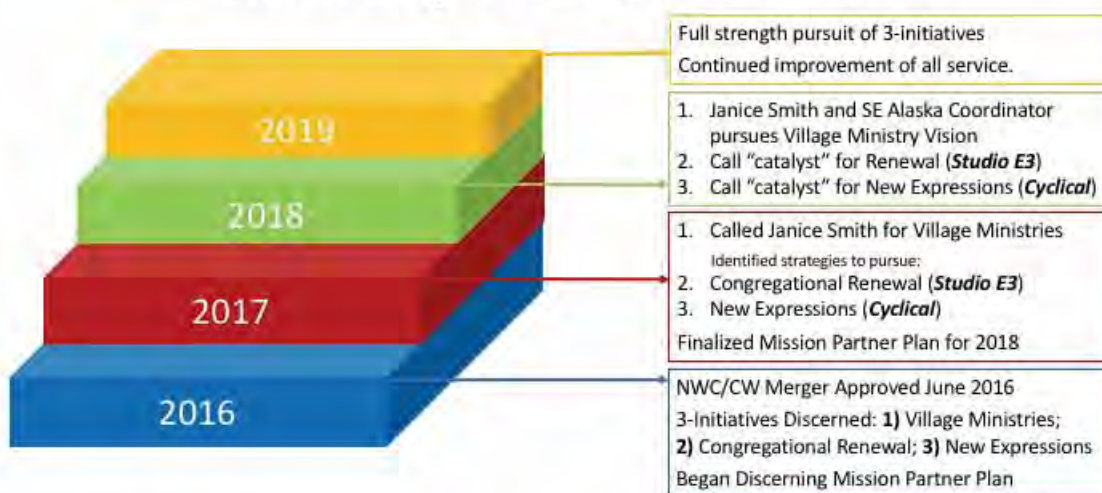 Full strength pursuit of 3-initiatives
Continued improvement of all service.
2019
1. Janice Smith and SE Alaska Coordinator
pursues Village Ministry Vision
2. Call “catalyst” for Renewal (Studio E3)
3. Call “catalyst” for New Expressions (Cyclical)
2018
1. Called Janice Smith for Village Ministries
Identified strategies to pursue:
2. Congregational Renewal (Studio E3)
3. New Expressions (Cyclical)
Finalized Mission Partner Plan for 2018
2017
NWC/CW Merger Approved June 2016
3-Initiatives Discerned: 1) Village Ministries;
2) Congregational Renewal; 3) New Expressions
Began Discerning Mission Partner Plan
2016